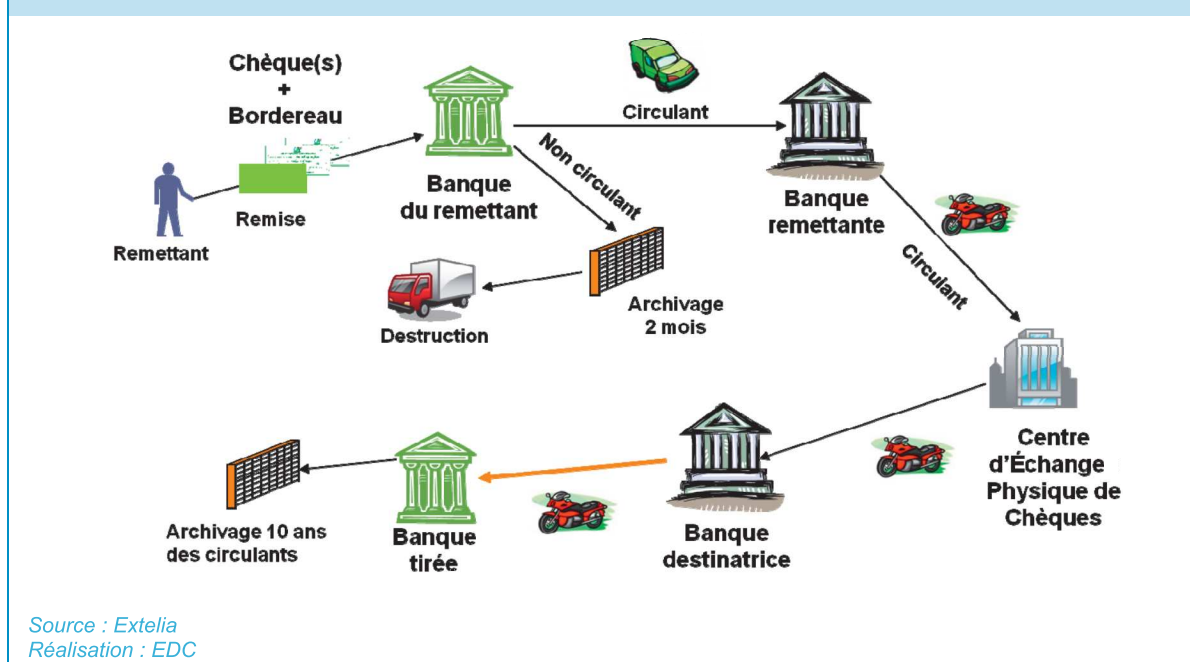 Chèque(s)
+
Bordereau
Circulant
Non circulant
Banque
du remettant
Banque
remettante
Remise
Remettant
Circulant
Archivage
2 mois
Destruction
Centre
d'Échange
Physique de
Chèques
Banque
destinatrice
Banque
tirée
Archivage 10 ans
des circulants
Source : Extelia
Réalisation : EDC